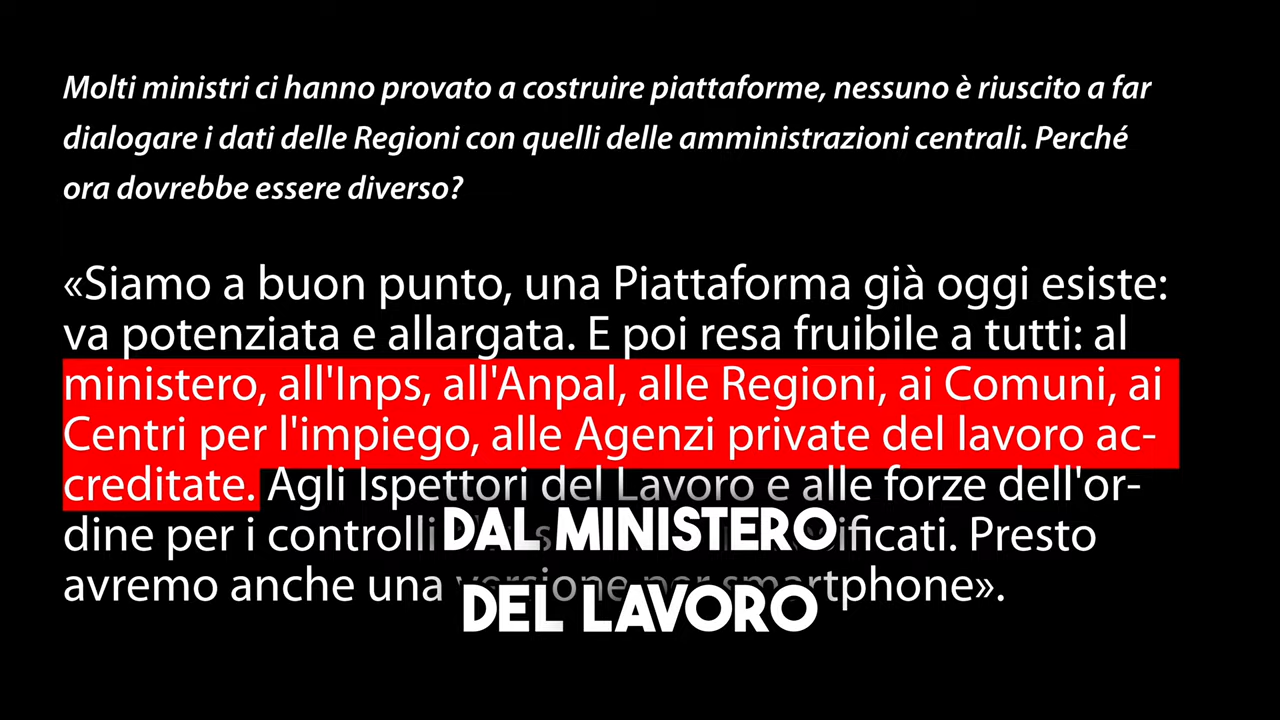 Molti ministri ci hanno provato a costruire piattaforme, nessuno è riuscito a far
dialogare i dati delle Regioni con quelli delle amministrazioni centrali. Perché
ora dovrebbe essere diverso?
«Siamo a buon punto, una Piattaforma già oggi esiste:
va potenziata e allargata. E poi resa fruibile a tutti: al
ministero, all'Inps, all'Anpal, alle Regioni, ai Comuni, ai
Centri per l'impiego, alle Agenzi private del lavoro ac-
creditate. Agli Ispettori del Lavoro e alle forze dell'or-
dine per i controlli ificati. Presto
avremo anche una versione per smartphone».
DAL MINISTERO
DEL LAVORO